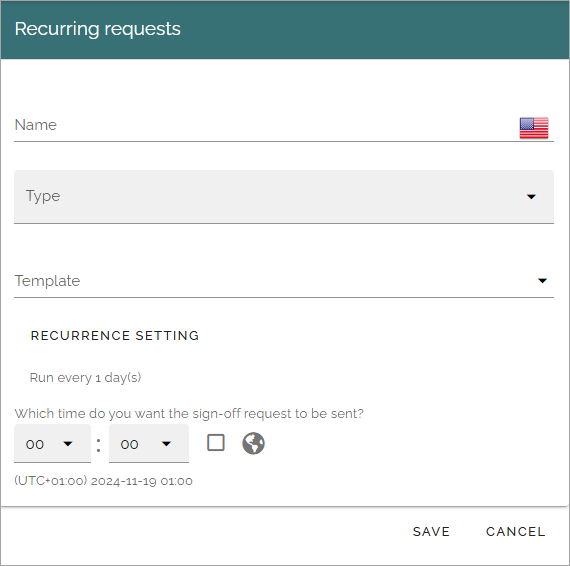 Recurring requests
Name
Type
Template
RECURRENCE SETTING
Run every 1 day(s)
Which time do you want the sign-off request to be sent?
00 : 00
(UTC+01:00) 2024-11-19 01:00
SAVE CANCEL